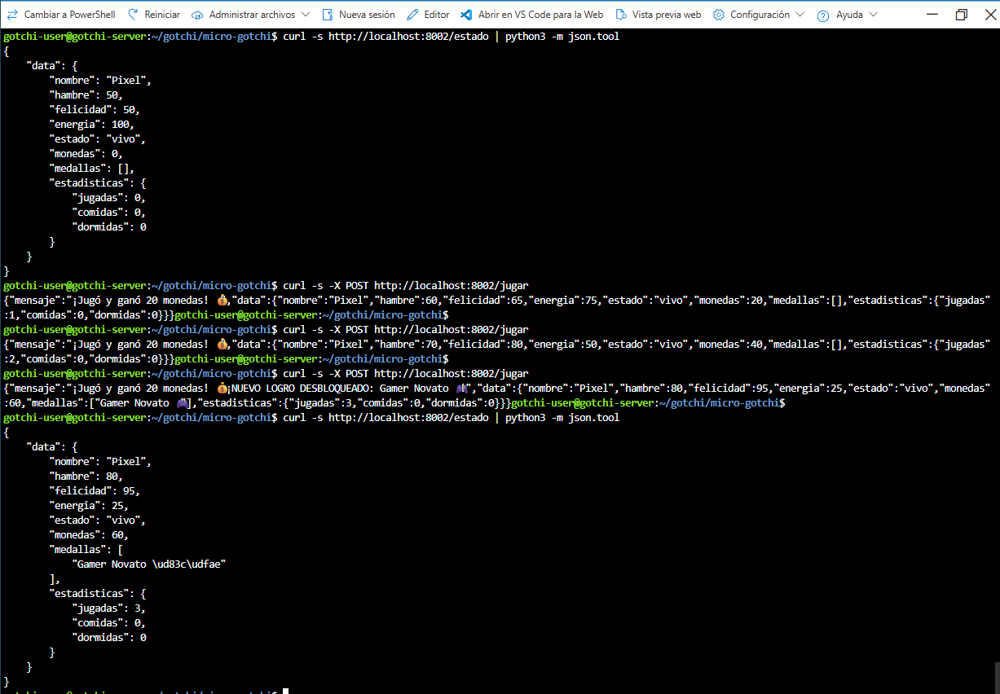 Cambiar a PowerShell Reiniciar Administrar archivos Nueva sesión Editor Abrir en VS Code para la Web Vista previa web Configuración Ayuda
gotchi-user@gotchi-server:~/gotchi/micro-gotchi$ curl -s http://localhost:8002/estado | python3 -m json.tool
{
    "data": {
        "nombre": "Pixel",
        "hambre": 50,
        "felicidad": 50,
        "energia": 100,
        "estado": "vivo",
        "monedas": 0,
        "medallas": [],
        "estadisticas": {
            "jugadas": 0,
            "comidas": 0,
            "dormidas": 0
        }
    }
}
gotchi-user@gotchi-server:~/gotchi/micro-gotchi$ curl -s -X POST http://localhost:8002/jugar
{"mensaje":"¡Jugó y ganó 20 monedas! 💰,"data":{"nombre":"Pixel","hambre":60,"felicidad":65,"energia":75,"estado":"vivo","monedas":20,"medallas":[],"estadisticas":{"jugadas"
:1,"comidas":0,"dormidas":0}}}gotchi-user@gotchi-server:~/gotchi/micro-gotchi$
gotchi-user@gotchi-server:~/gotchi/micro-gotchi$ curl -s -X POST http://localhost:8002/jugar
{"mensaje":"¡Jugó y ganó 20 monedas! 💰,"data":{"nombre":"Pixel","hambre":70,"felicidad":80,"energia":50,"estado":"vivo","monedas":40,"medallas":[],"estadisticas":{"jugadas"
:2,"comidas":0,"dormidas":0}}}gotchi-user@gotchi-server:~/gotchi/micro-gotchi$
gotchi-user@gotchi-server:~/gotchi/micro-gotchi$ curl -s -X POST http://localhost:8002/jugar
{"mensaje":"¡Jugó y ganó 20 monedas! 💰¡NUEVO LOGRO DESBLOQUEADO: Gamer Novato 🎮","data":{"nombre":"Pixel","hambre":80,"felicidad":95,"energia":25,"estado":"vivo","monedas"
:60,"medallas":["Gamer Novato 🎮],"estadisticas":{"jugadas":3,"comidas":0,"dormidas":0}}}gotchi-user@gotchi-server:~/gotchi/micro-gotchi$
gotchi-user@gotchi-server:~/gotchi/micro-gotchi$ curl -s http://localhost:8002/estado | python3 -m json.tool
{
    "data": {
        "nombre": "Pixel",
        "hambre": 80,
        "felicidad": 95,
        "energia": 25,
        "estado": "vivo",
        "monedas": 60,
        "medallas": [
            "Gamer Novato \ud83c\udfae"
        ],
        "estadisticas": {
            "jugadas": 3,
            "comidas": 0,
            "dormidas": 0
        }
    }
}
gotchi-user@gotchi-server:~/gotchi/micro-gotchi$